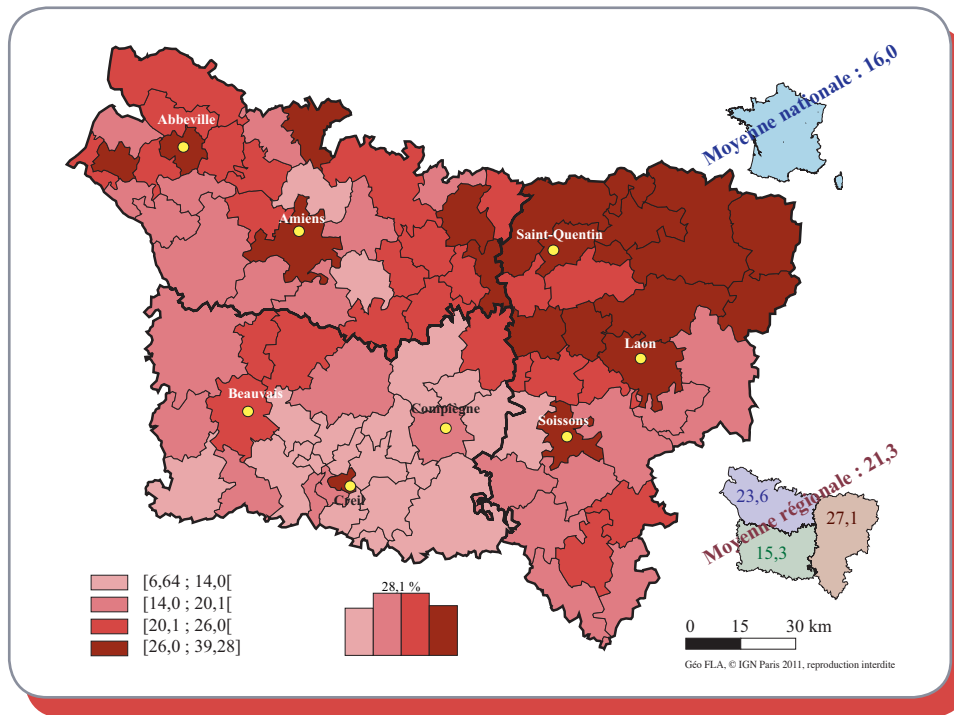 Moyenne nationale : 16,0
Abbeville
Amiens
Saint-Quentin
Laon
Beauvais
Compiègne
Soissons
Creil
Moyenne régionale : 21,3
23,6
27,1
15,3
[6,64 ; 14,0[
[14,0 ; 20,1[
[20,1 ; 26,0[
[26,0 ; 39,28]
28,1 %
0 15 30 km
Géo FLA, © IGN Paris 2011, reproduction interdite